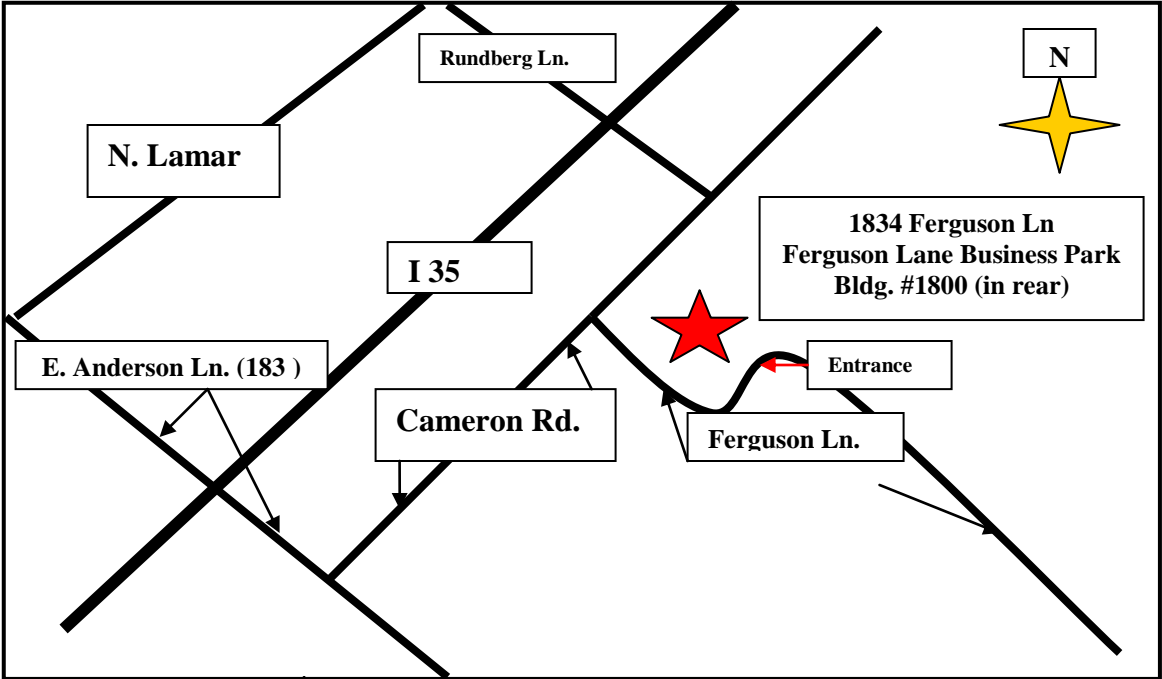 Rundberg Ln.
N
N. Lamar
1834 Ferguson Ln
Ferguson Lane Business Park
Bldg. #1800 (in rear)
I 35
E. Anderson Ln. (183 )
Entrance
Cameron Rd.
Ferguson Ln.